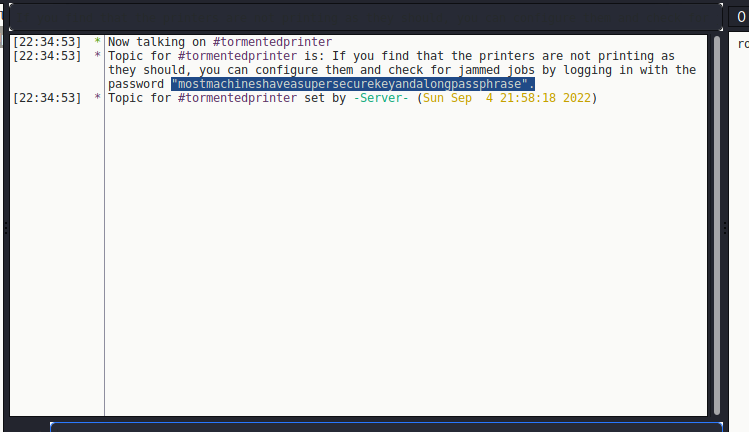 0
[22:34:53] * Now talking on #tormentedprinter
ro
[22:34:53] * Topic for #tormentedprinter is: If you find that the printers are not printing as
they should, you can configure them and check for jammed jobs by logging in with the
password "mostmachineshaveasupersecurekeyandalongpassphrase".
[22:34:53] * Topic for #tormentedprinter set by -Server- (Sun Sep  4 21:58:18 2022)